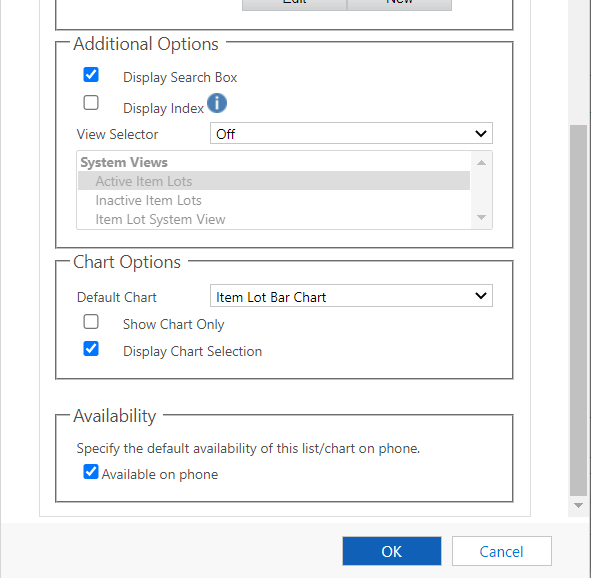 Edit New
Additional Options
Display Search Box
Display Index
View Selector Off
System Views
Active Item Lots
Inactive Item Lots
Item Lot System View
Chart Options
Default Chart Item Lot Bar Chart
Show Chart Only
Display Chart Selection
Availability
Specify the default availability of this list/chart on phone.
Available on phone
OK Cancel